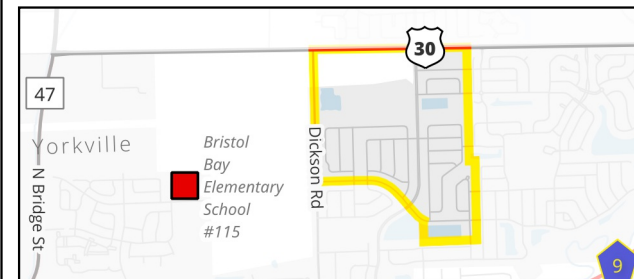 30
47
Yorkville
N Bridge St
Bristol
Bay
Elementary
School
#115
Dickson Rd
9